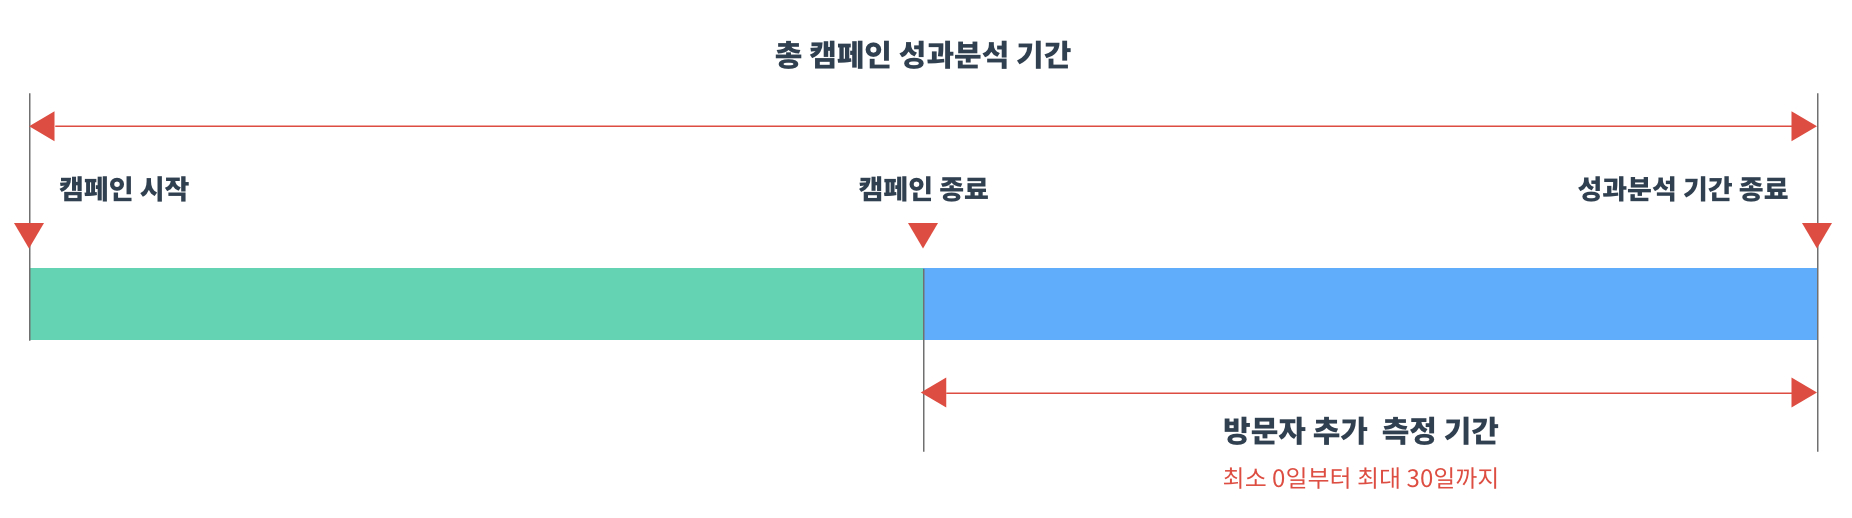 총 캠페인 성과분석 기간
캠페인 시작
캠페인 종료
성과분석 기간 종료
방문자 추가 측정 기간
최소 0일부터 최대 30일까지